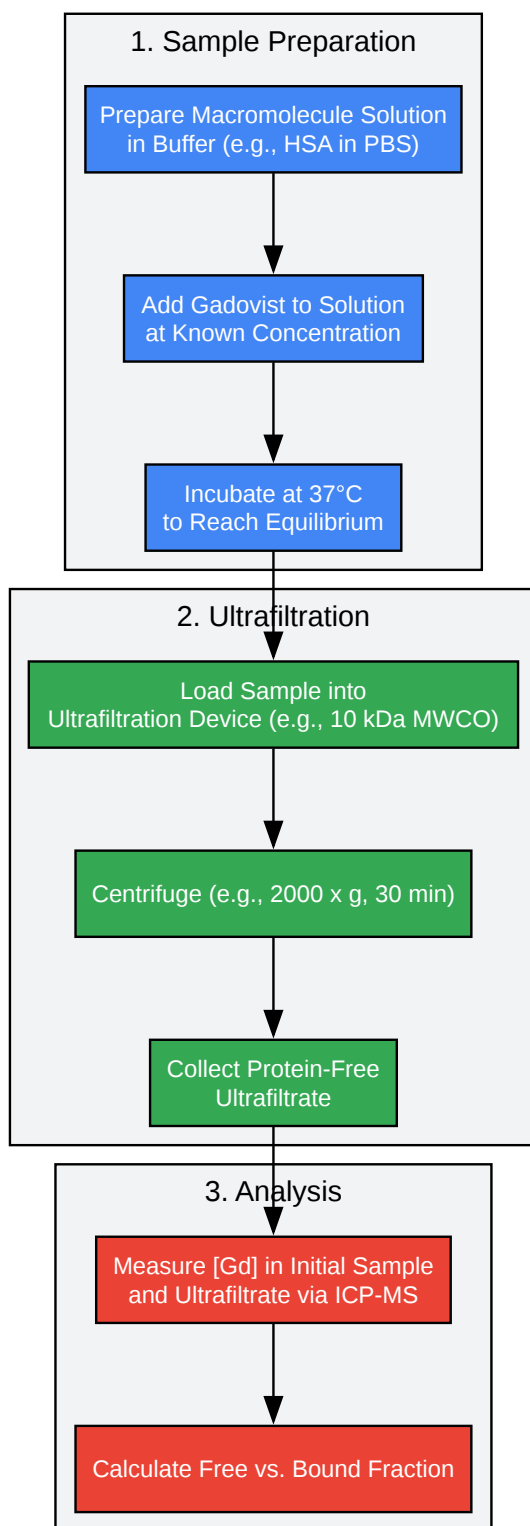 1. Sample Preparation
Prepare Macromolecule Solution
in Buffer (e.g., HSA in PBS)
Add Gadovist to Solution
at Known Concentration
Incubate at 37°C
to Reach Equilibrium
2. Ultrafiltration
Load Sample into
Ultrafiltration Device (e.g., 10 kDa MWCO)
Centrifuge (e.g., 2000 x g, 30 min)
Collect Protein-Free
Ultrafiltrate
3. Analysis
Measure [Gd] in Initial Sample
and Ultrafiltrate via ICP-MS
Calculate Free vs. Bound Fraction